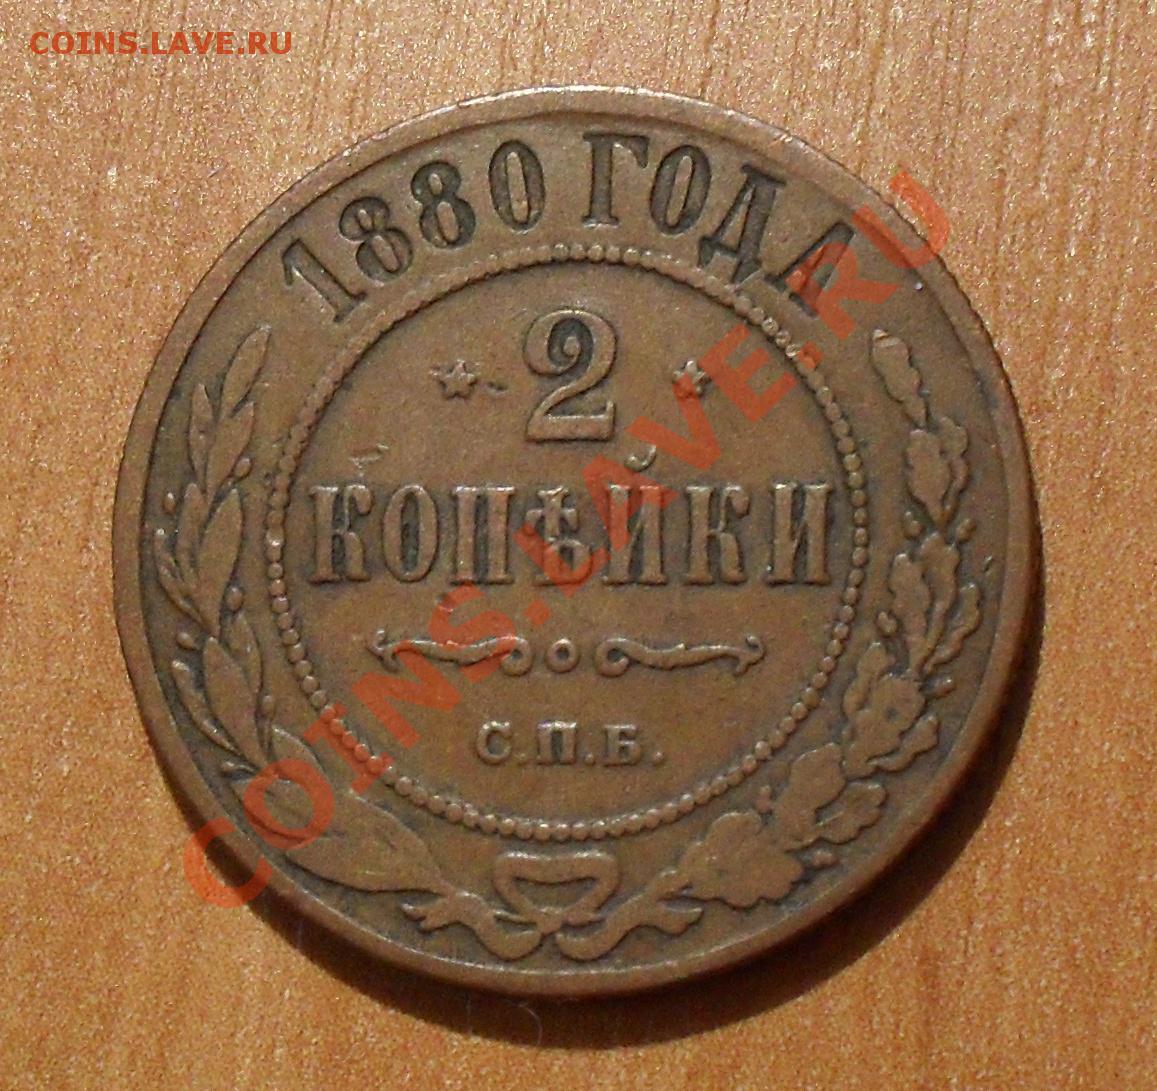 COINS.LAVE.RU
1880 ГОДА
* 2 *
КОПѢЙКИ
С.П.Б.
COINS.LAVE.RU